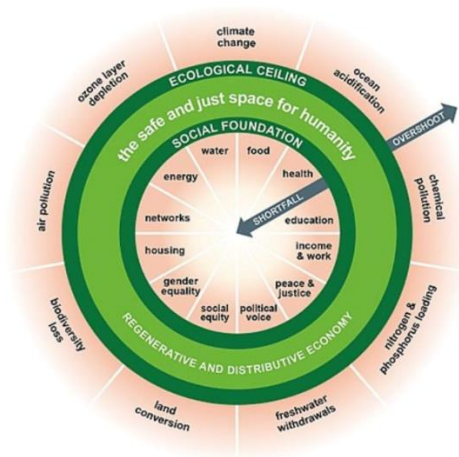 climate
change
ocean
acidification
chemical
pollution
nitrogen &
phosphorus loading
freshwater
withdrawals
land
conversion
biodiversity
loss
air pollution
ozone layer
depletion
ECOLOGICAL CEILING
the safe and just space for humanity
SOCIAL FOUNDATION
OVERSHOOT
SHORTFALL
water
food
health
education
income
& work
peace &
justice
political
voice
social
equity
gender
equality
housing
networks
energy
REGENERATIVE AND DISTRIBUTIVE ECONOMY